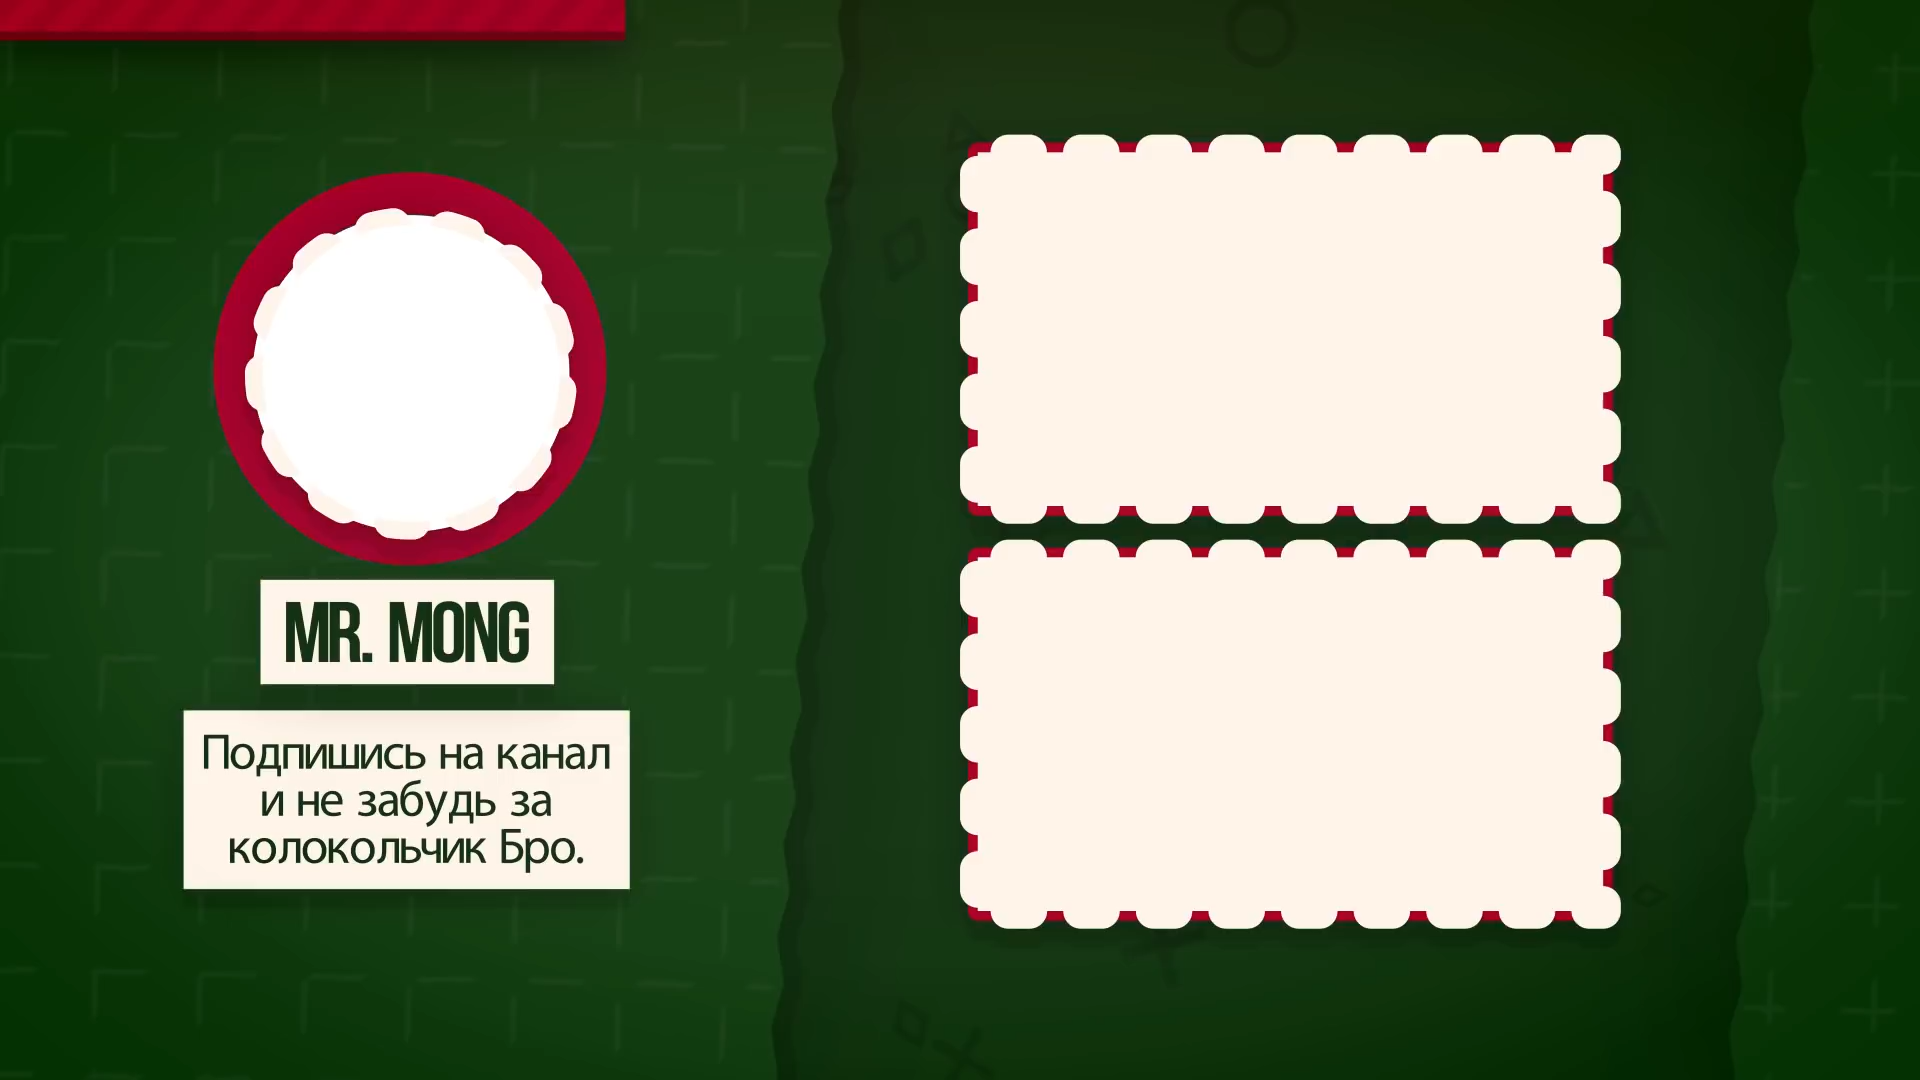 MR. MONG
Подпишись на канал
и не забудь за
колокольчик Бро.